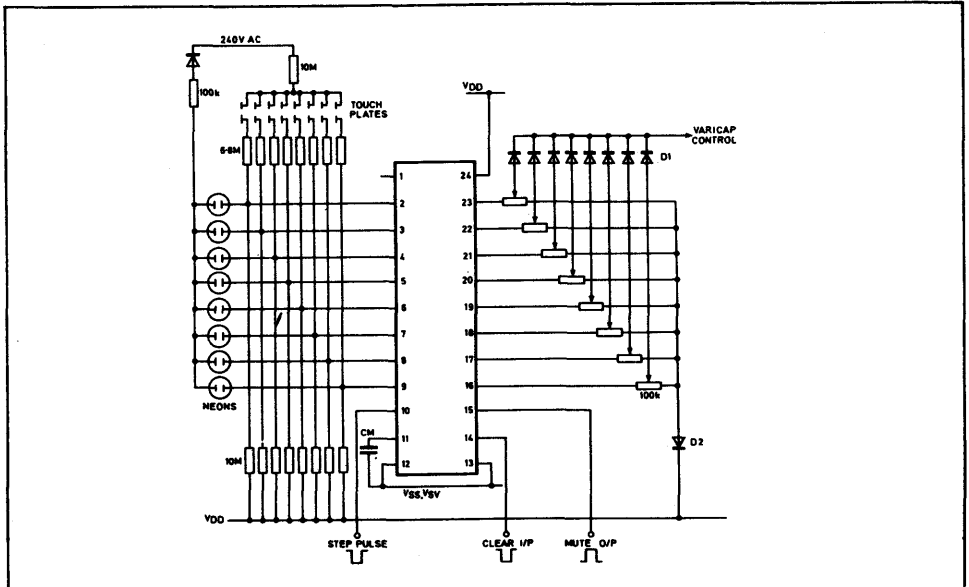 240V AC
10M
100k
TOUCH
PLATES
6·8M
VDD
VARICAP
CONTROL
D1
1
2
3
4
5
6
7
8
9
10
11
12
24
23
22
21
20
19
18
17
16
15
14
13
100k
NEONS
CM
10M
D2
VSS,VSV
VDD
STEP PULSE
CLEAR I/P
MUTE O/P